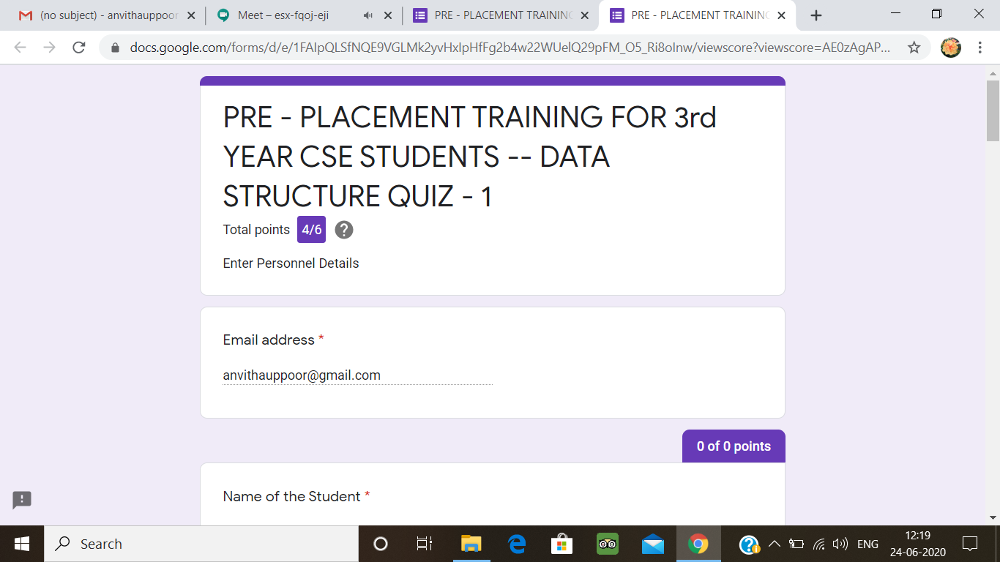 (no subject) - anvithauppoor
Meet – esx-fqoj-eji
PRE - PLACEMENT TRAINING
PRE - PLACEMENT TRAINING
docs.google.com/forms/d/e/1FAIpQLSfNQE9VGLMk2yvHxIpHfFg2b4w22WUelQ29pFM_O5_Ri8oInw/viewscore?viewscore=AE0zAgAP...
PRE - PLACEMENT TRAINING FOR 3rd
YEAR CSE STUDENTS -- DATA
STRUCTURE QUIZ - 1
Total points 4/6 ?
Enter Personnel Details
Email address *
anvithauppoor@gmail.com
0 of 0 points
Name of the Student *
Search
ENG
12:19
24-06-2020